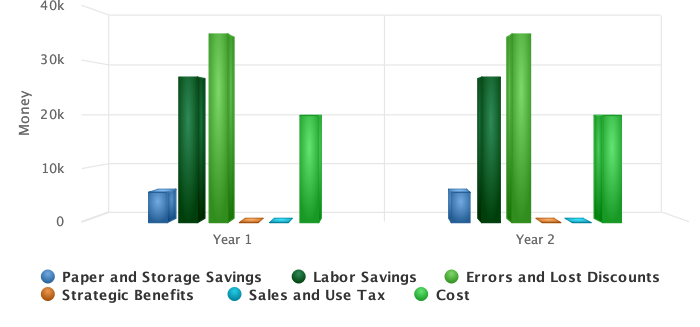 40k
30k
20k
10k
0
Money
Year 1
Year 2
Paper and Storage Savings
Labor Savings
Errors and Lost Discounts
Strategic Benefits
Sales and Use Tax
Cost